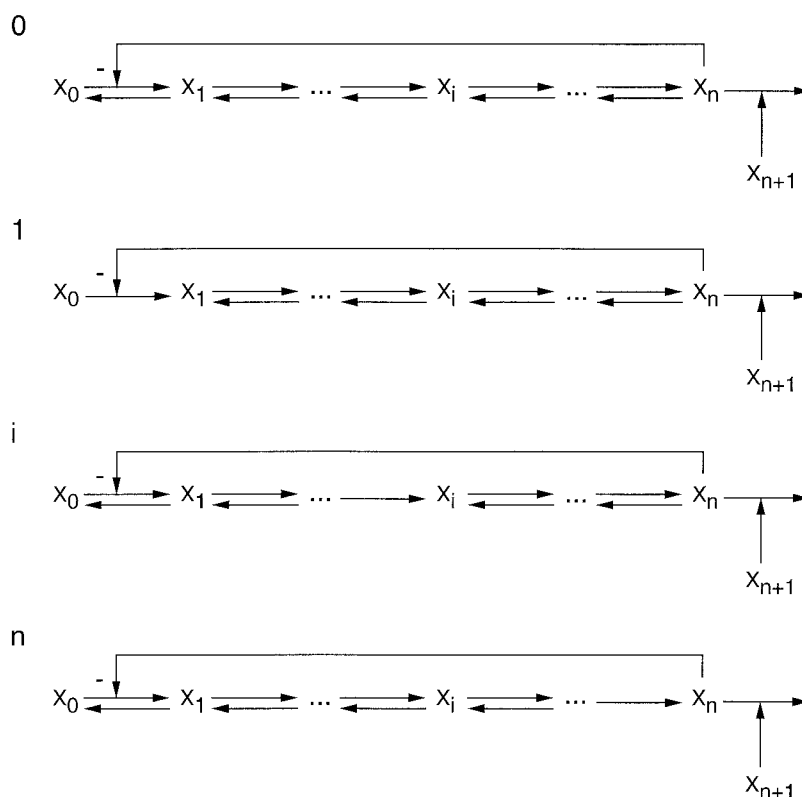 0
-
X₀ X₁ ... Xᵢ ... Xₙ
Xₙ₊₁
1
-
X₀ X₁ ... Xᵢ ... Xₙ
Xₙ₊₁
i
-
X₀ X₁ ... Xᵢ ... Xₙ
Xₙ₊₁
n
-
X₀ X₁ ... Xᵢ ... Xₙ
Xₙ₊₁